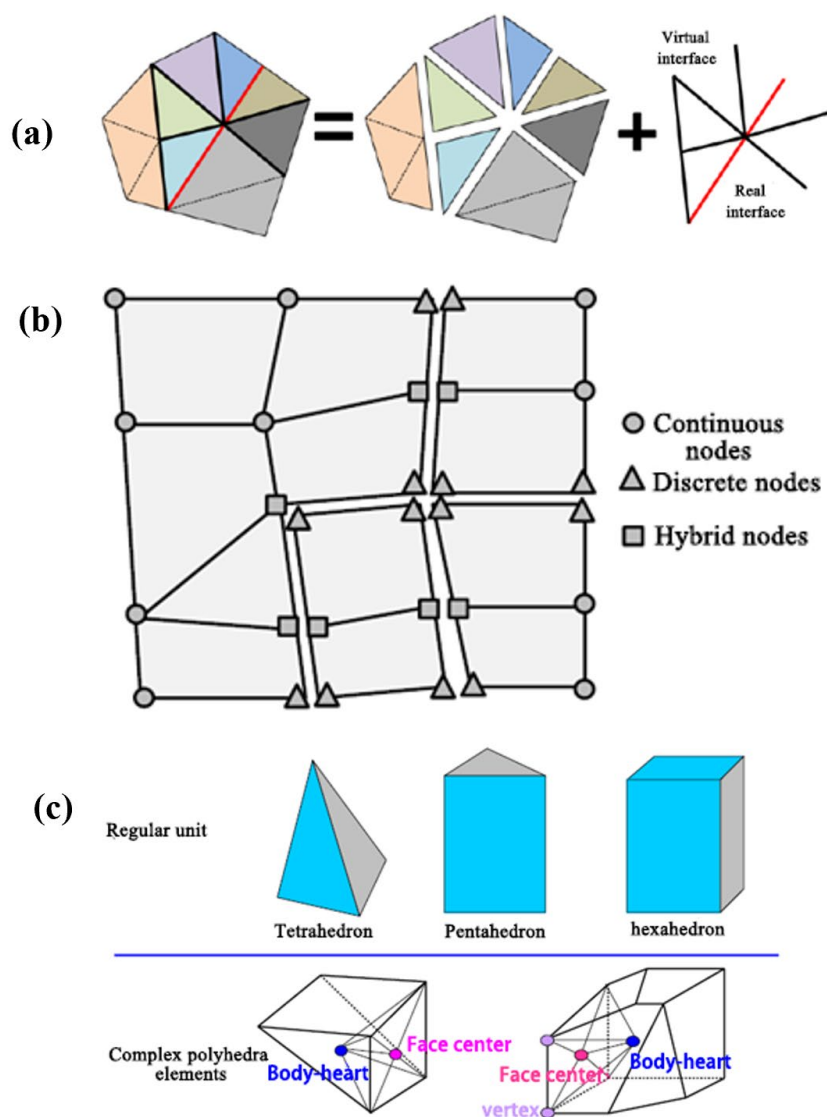 (a)
Virtual
interface
Real
interface
(b)
Continuous
nodes
Discrete nodes
Hybrid nodes
(c)
Regular unit
Tetrahedron
Pentahedron
hexahedron
Complex polyhedra
elements
Face center
Body-heart
Face center
Body-heart
vertex